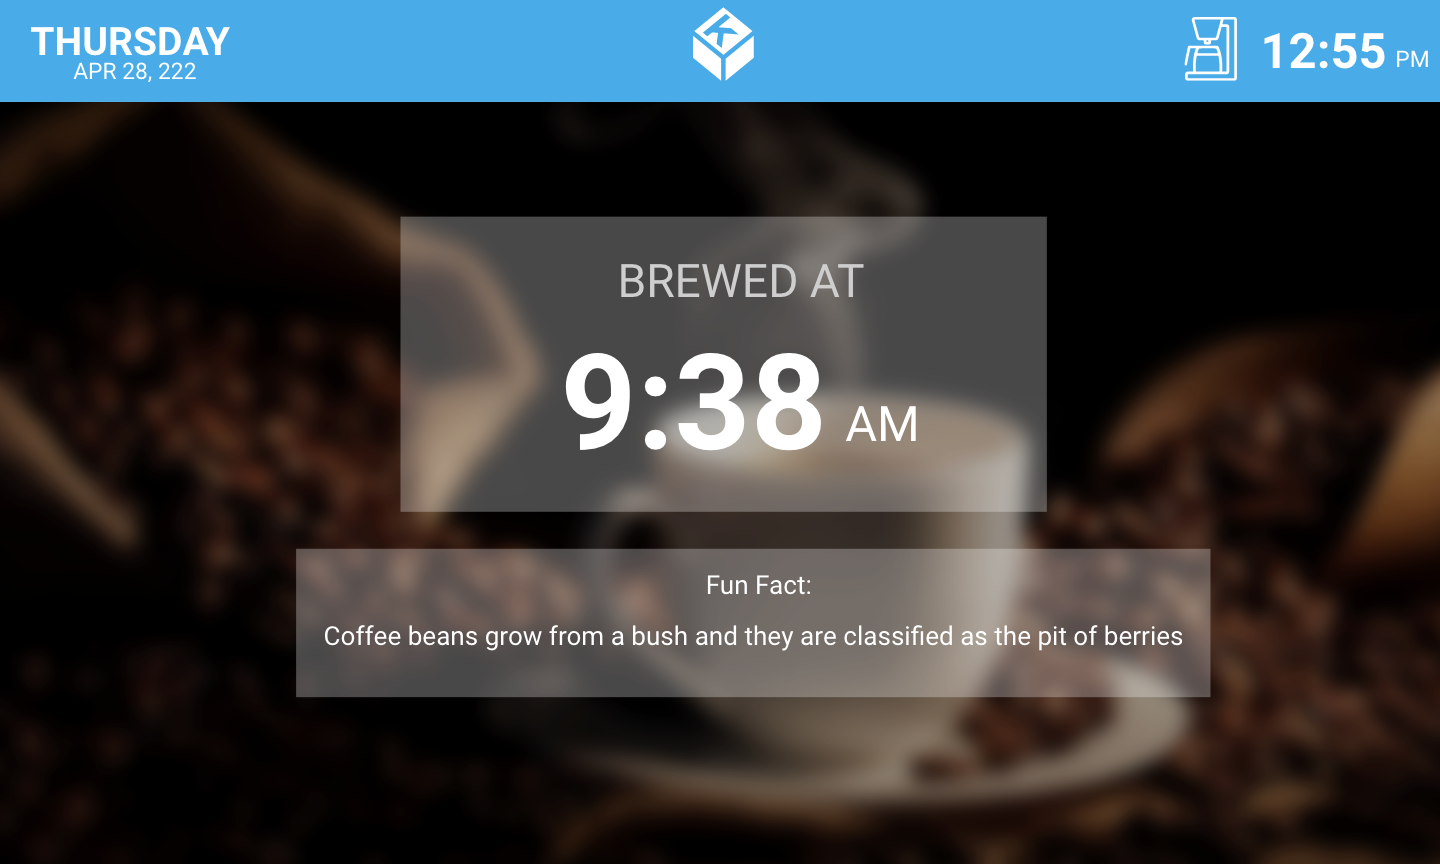 THURSDAY
APR 28, 222
12:55 PM
BREWED AT
9:38 AM
Fun Fact:
Coffee beans grow from a bush and they are classified as the pit of berries